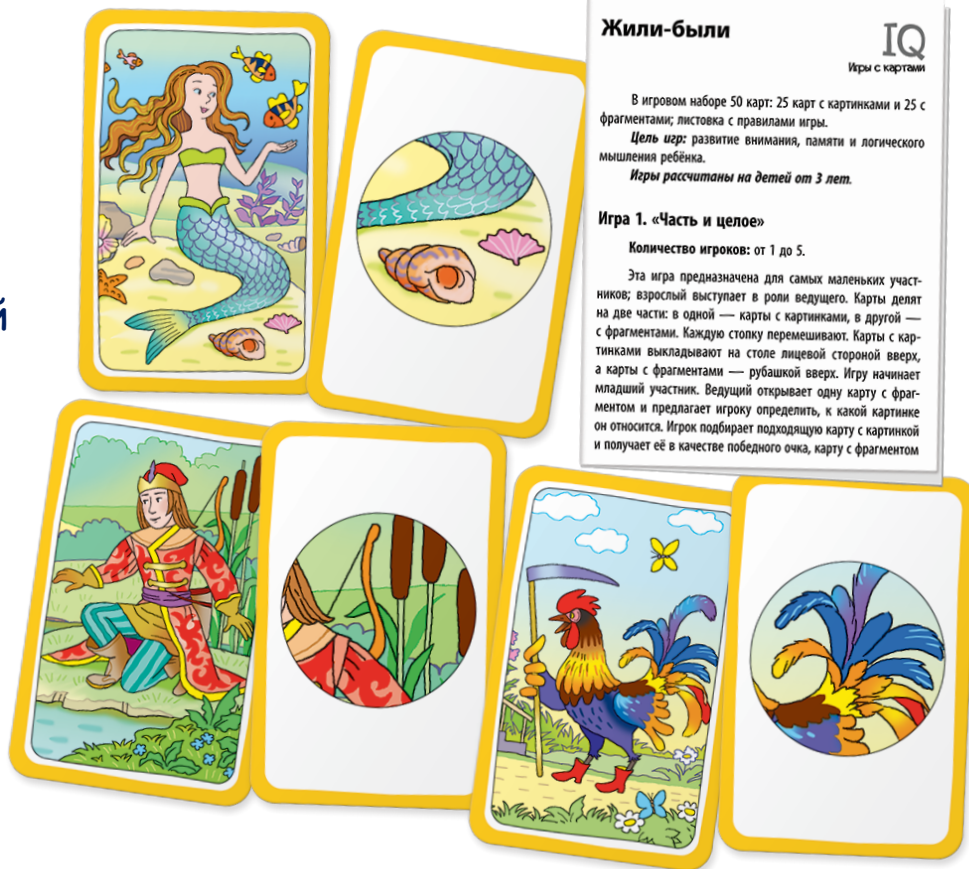 Жили-были
IQ
Игры с картами
В игровом наборе 50 карт: 25 карт с картинками и 25 с
фрагментами; листовка с правилами игры.
Цель игр: развитие внимания, памяти и логического
мышления ребёнка.
Игры рассчитаны на детей от 3 лет.
Игра 1. «Часть и целое»
Количество игроков: от 1 до 5.
Эта игра предназначена для самых маленьких участ-
ников; взрослый выступает в роли ведущего. Карты делят
на две части: в одной — карты с картинками, в другой —
с фрагментами. Каждую стопку перемешивают. Карты с кар-
тинками выкладывают на столе лицевой стороной вверх,
а карты с фрагментами — рубашкой вверх. Игру начинает
младший участник. Ведущий открывает одну карту с фраг-
ментом и предлагает игроку определить, к какой картинке
он относится. Игрок подбирает подходящую карту с картинкой
и получает её в качестве победного очка, карту с фрагментом
й